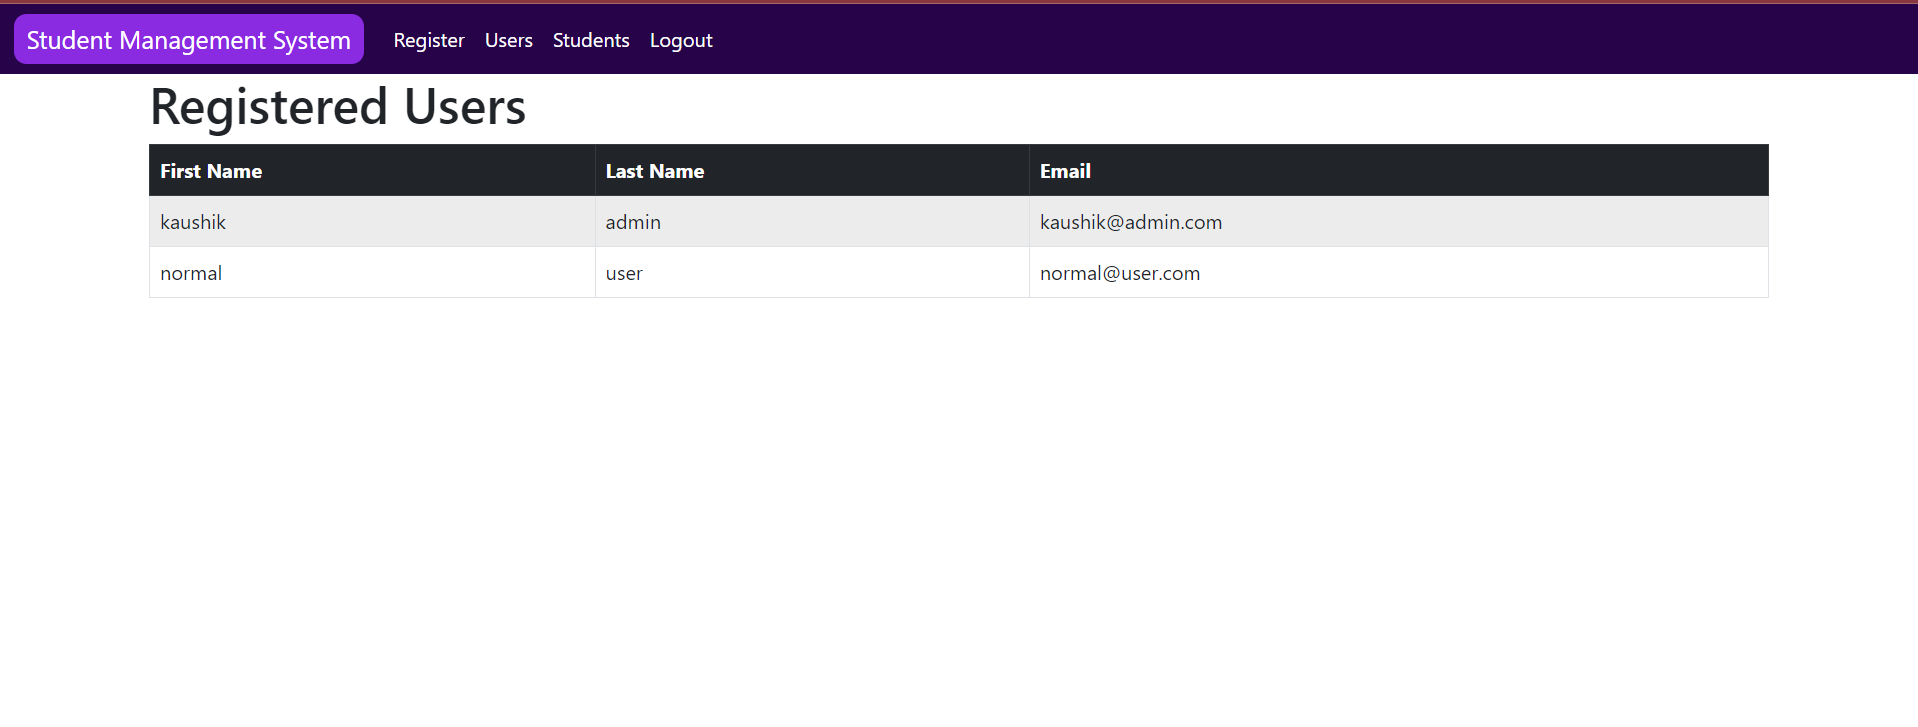 Student Management System Register Users Students Logout
Registered Users
First Name Last Name Email
kaushik admin kaushik@admin.com
normal user normal@user.com